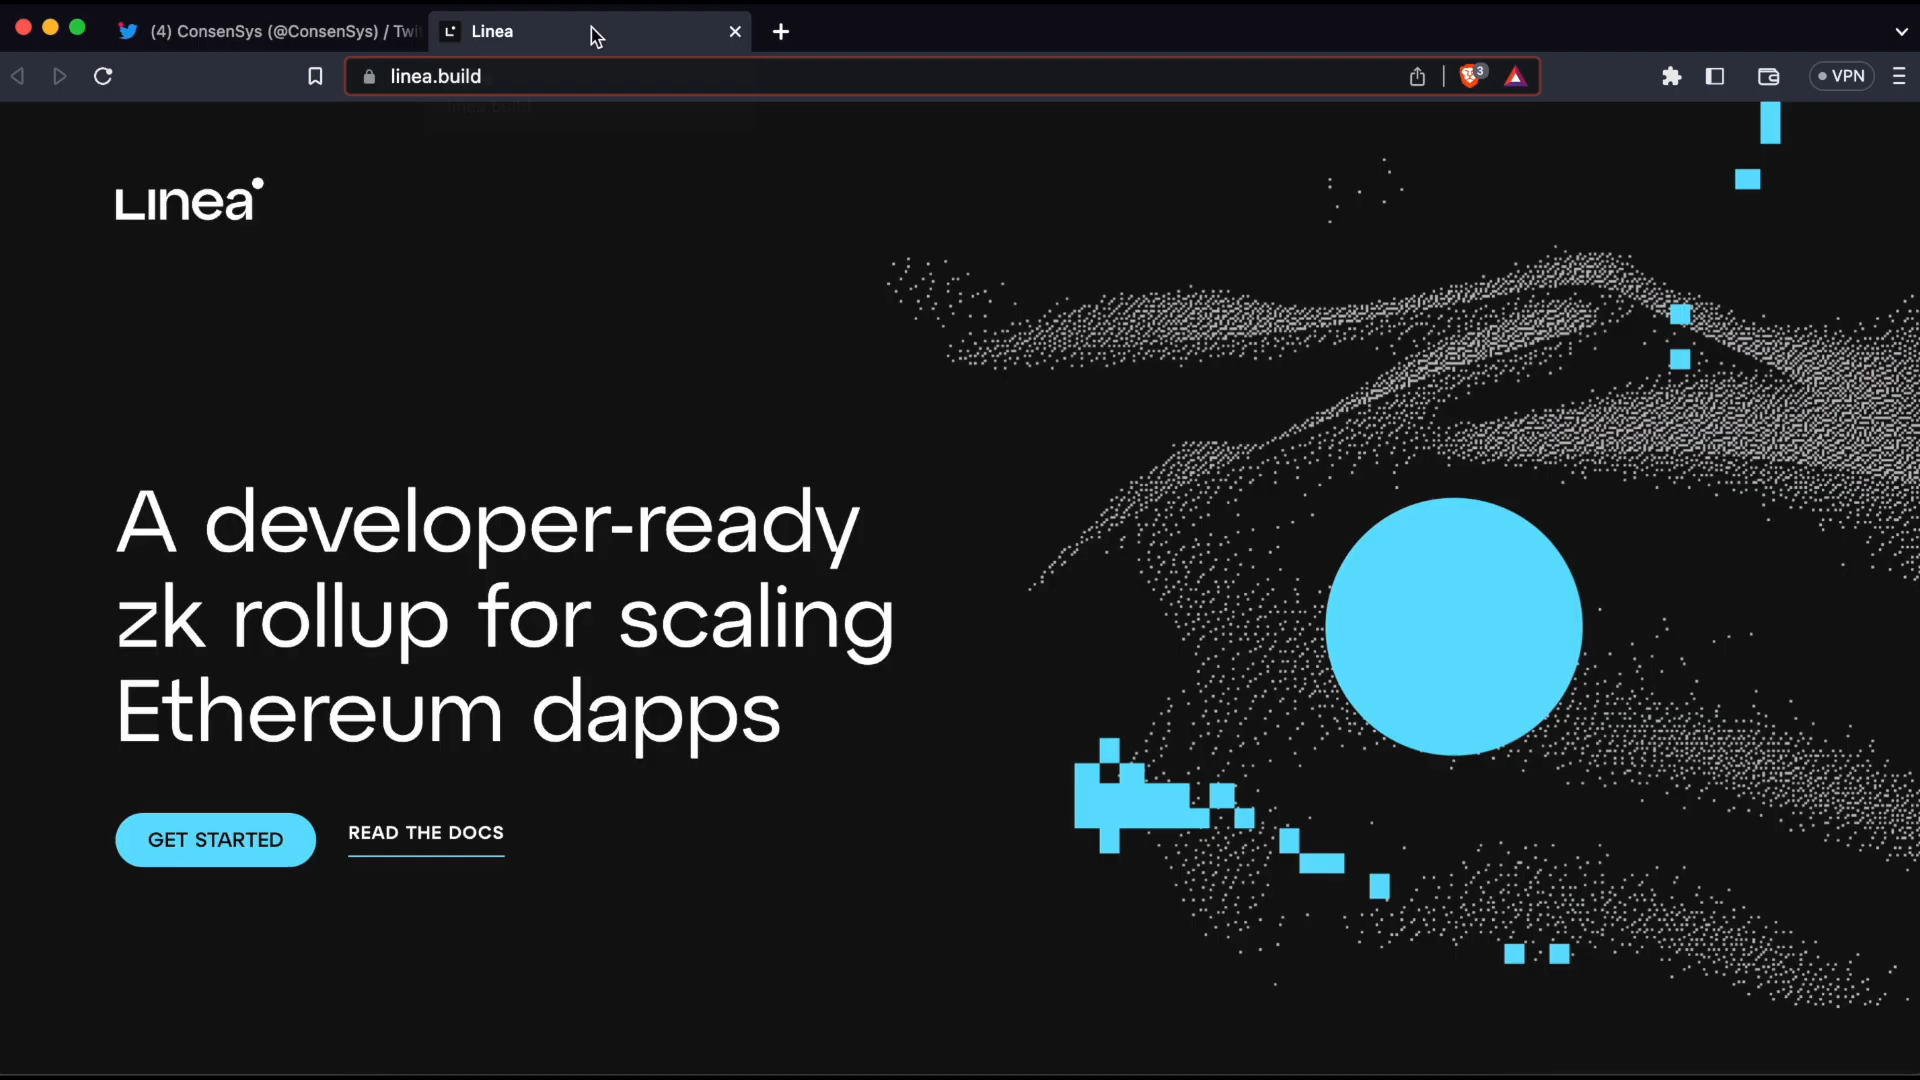 (4) ConsenSys (@ConsenSys) / Twi
Linea
linea.build
3
VPN
Linea
A developer-ready
zk rollup for scaling
Ethereum dapps
GET STARTED
READ THE DOCS